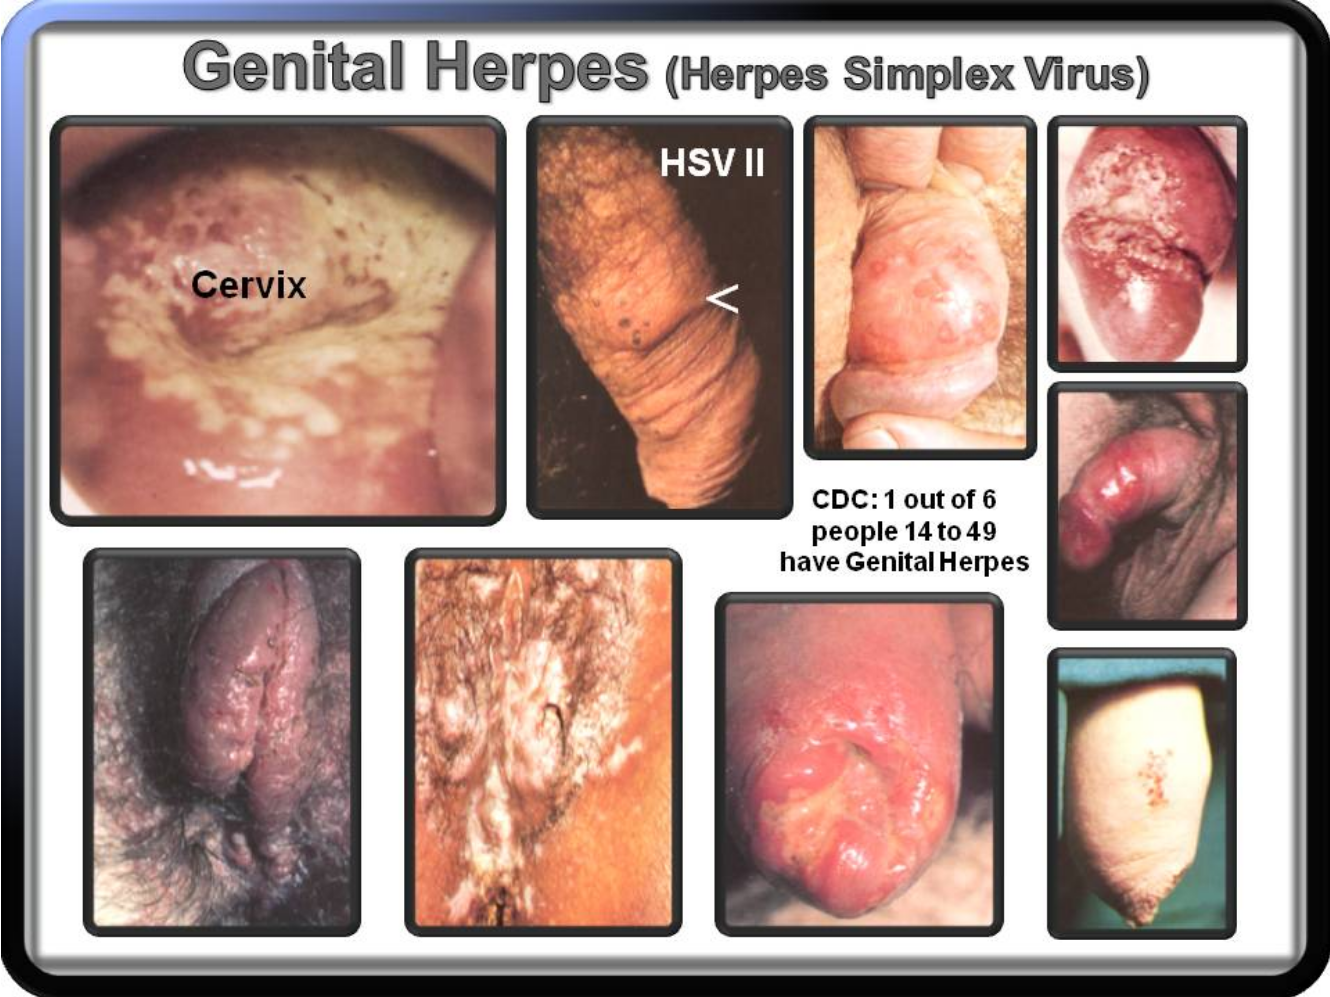 Genital Herpes (Herpes Simplex Virus)
Cervix
HSV II
<
CDC: 1 out of 6
people 14 to 49
have Genital Herpes